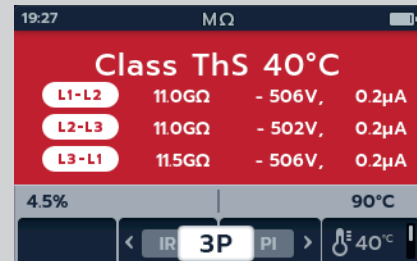 19:27 MΩ
Class ThS 40°C
L1-L2 11.0GΩ - 506V, 0.2µA
L2-L3 11.0GΩ - 502V, 0.2µA
L3-L1 11.5GΩ - 506V, 0.2µA
4.5% 90°C
< IR 3P PI > 40°C